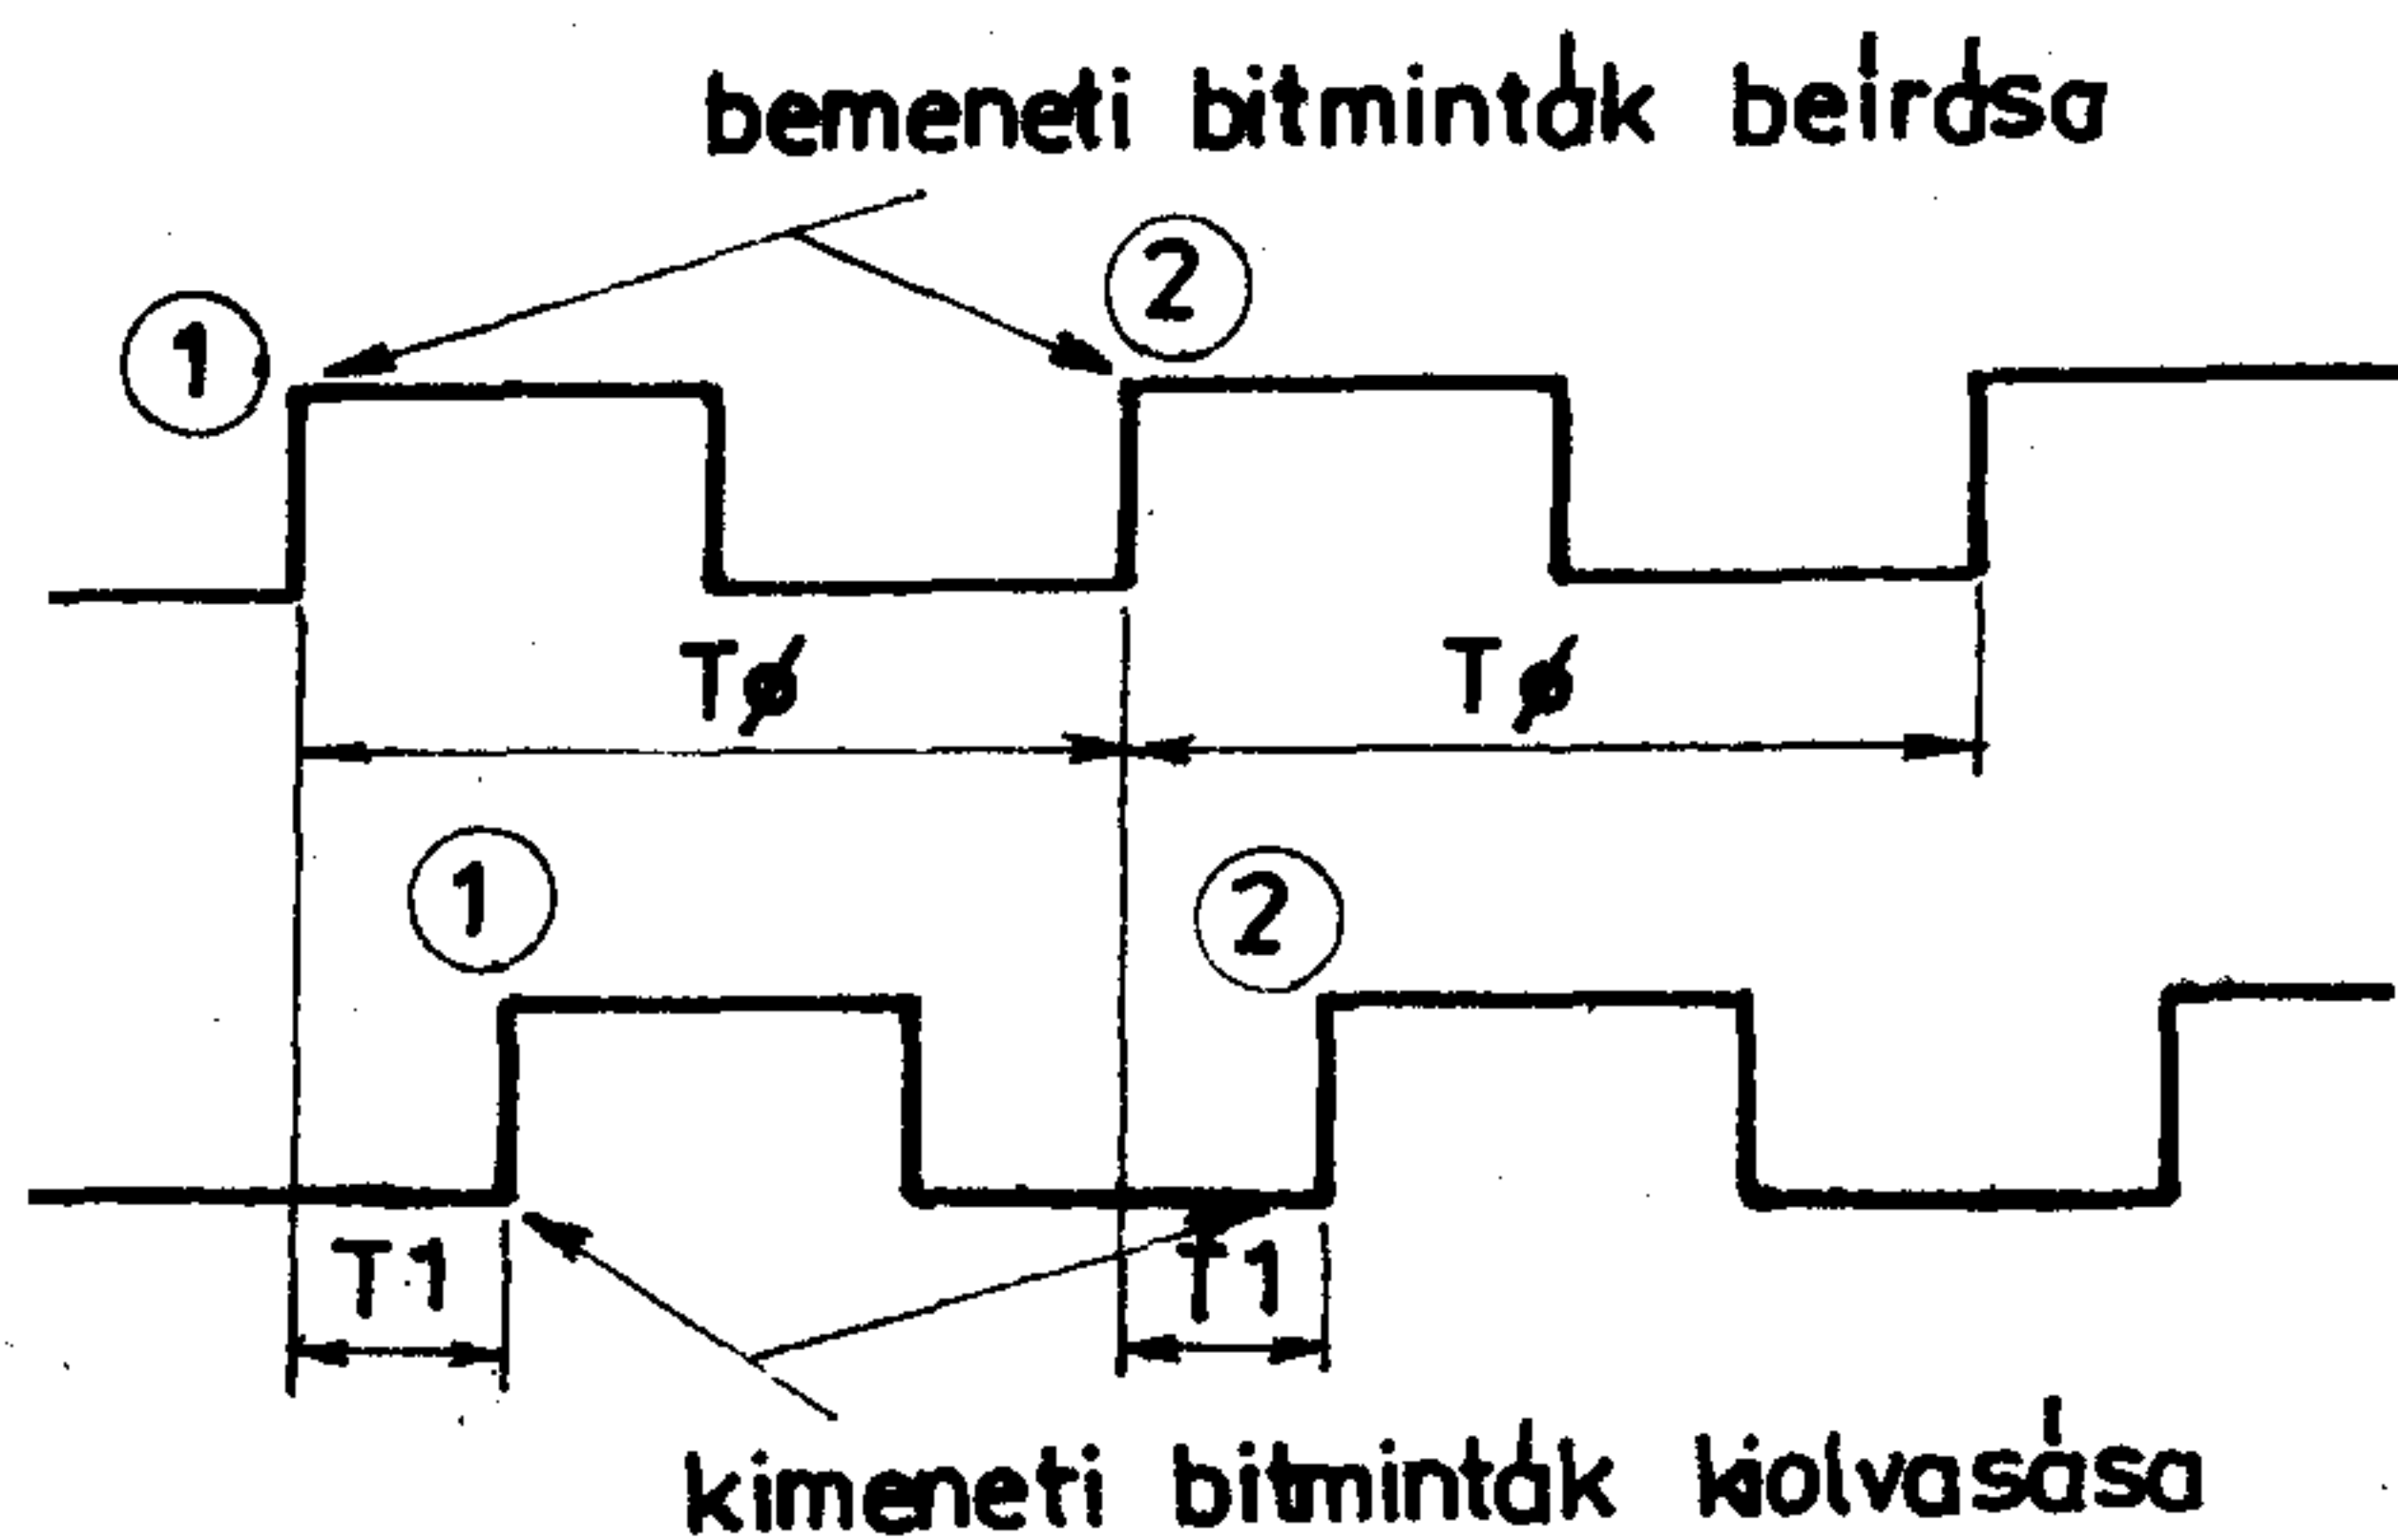 bemeneti bitminták beírása
2
1
Tø Tø
1 2
T1 T1
kimeneti bitminták kiolvasása